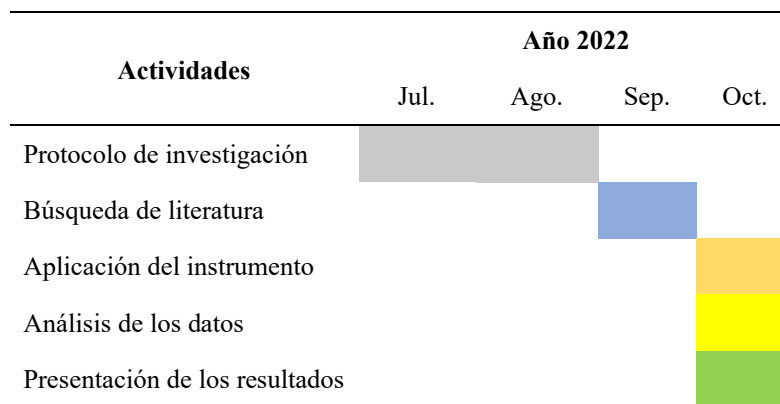 Año 2022
Actividades
Jul. Ago. Sep. Oct.
Protocolo de investigación
Búsqueda de literatura
Aplicación del instrumento
Análisis de los datos
Presentación de los resultados